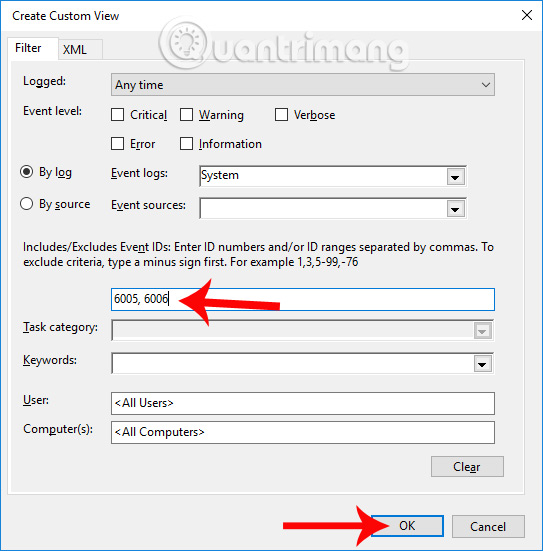 Create Custom View
Filter
XML
Quantrimang
Logged:
Any time
Event level:
Critical
Warning
Verbose
Error
Information
By log
Event logs:
System
By source
Event sources:
Includes/Excludes Event IDs: Enter ID numbers and/or ID ranges separated by commas. To
exclude criteria, type a minus sign first. For example 1,3,5-99,-76
6005, 6006
Task category:
Keywords:
User:
<All Users>
Computer(s):
<All Computers>
Clear
OK
Cancel